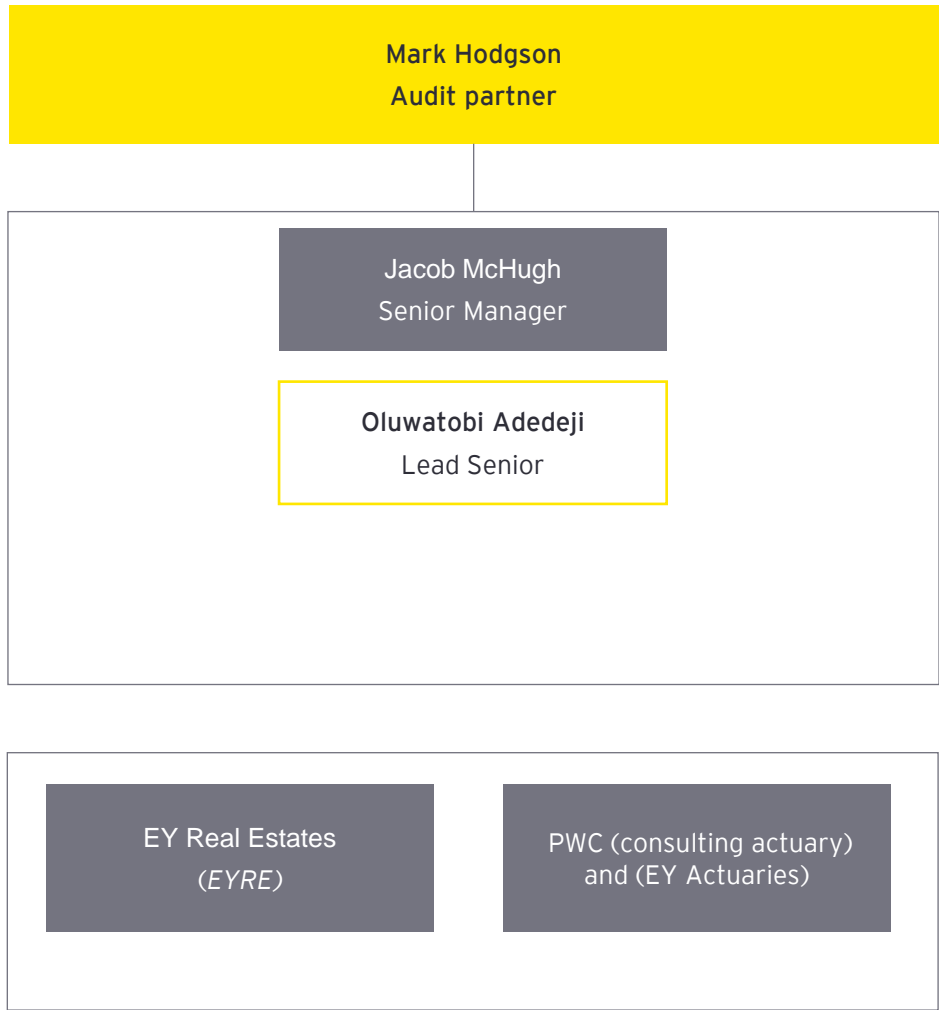 Mark Hodgson
Audit partner
Jacob McHugh
Senior Manager
Oluwatobi Adedeji
Lead Senior
EY Real Estates
(EYRE)
PWC (consulting actuary)
and (EY Actuaries)